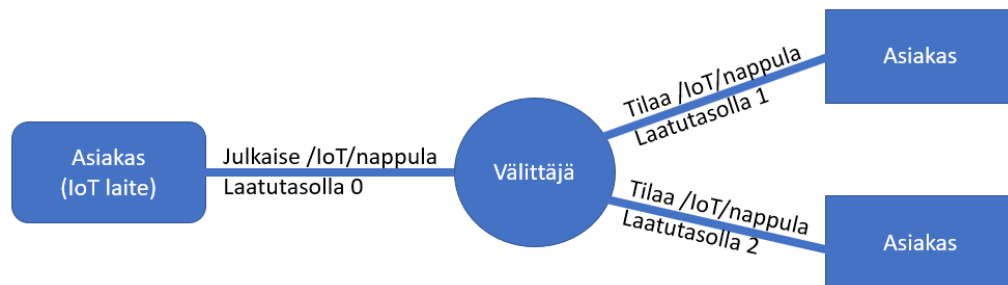 Asiakas
(IoT laite)
Julkaise /IoT/nappula
Laatutasolla 0
Välittäjä
Tilaa /IoT/nappula
Laatutasolla 1
Asiakas
Tilaa /IoT/nappula
Laatutasolla 2
Asiakas